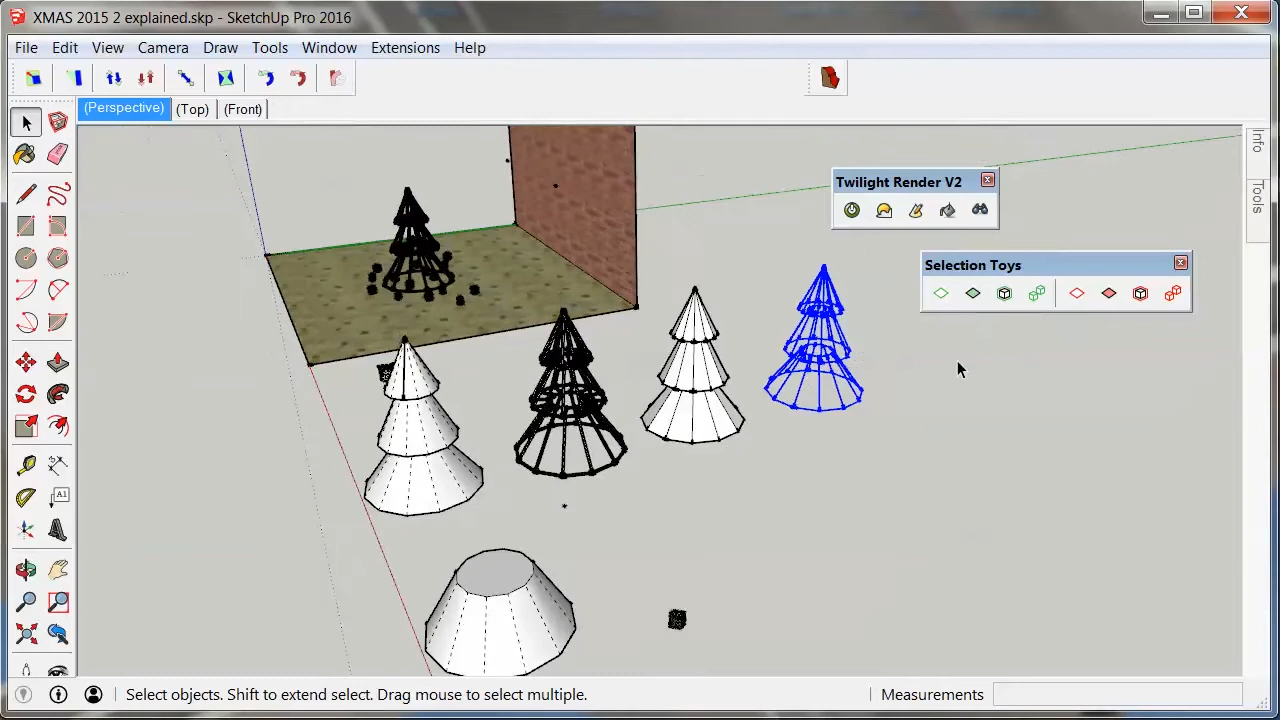 XMAS 2015 2 explained.skp - SketchUp Pro 2016
File Edit View Camera Draw Tools Window Extensions Help
(Perspective) (Top) (Front)
Info
Tools
Twilight Render V2
Selection Toys
A1
Select objects. Shift to extend select. Drag mouse to select multiple.
Measurements